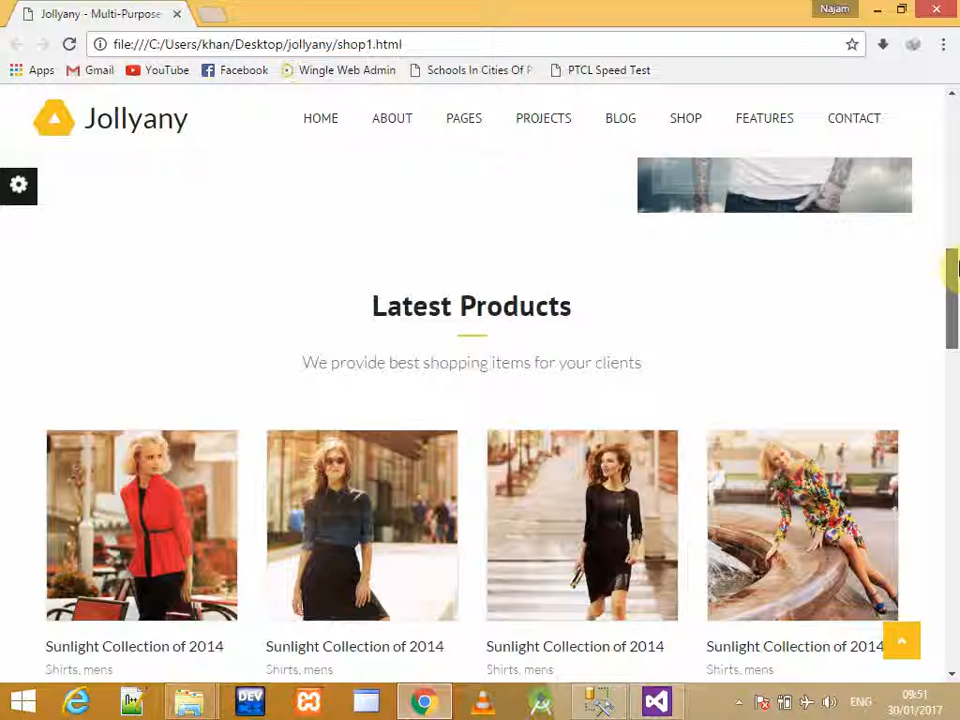 Jollyany - Multi-Purpose
Najam
file:///C:/Users/khan/Desktop/jollyany/shop1.html
Apps Gmail YouTube Facebook Wingle Web Admin Schools In Cities Of P PTCL Speed Test
Jollyany HOME ABOUT PAGES PROJECTS BLOG SHOP FEATURES CONTACT
Latest Products
We provide best shopping items for your clients
Sunlight Collection of 2014 Sunlight Collection of 2014 Sunlight Collection of 2014 Sunlight Collection of 2014
Shirts, mens Shirts, mens Shirts, mens Shirts, mens
DEV
ENG
09:51
30/01/2017